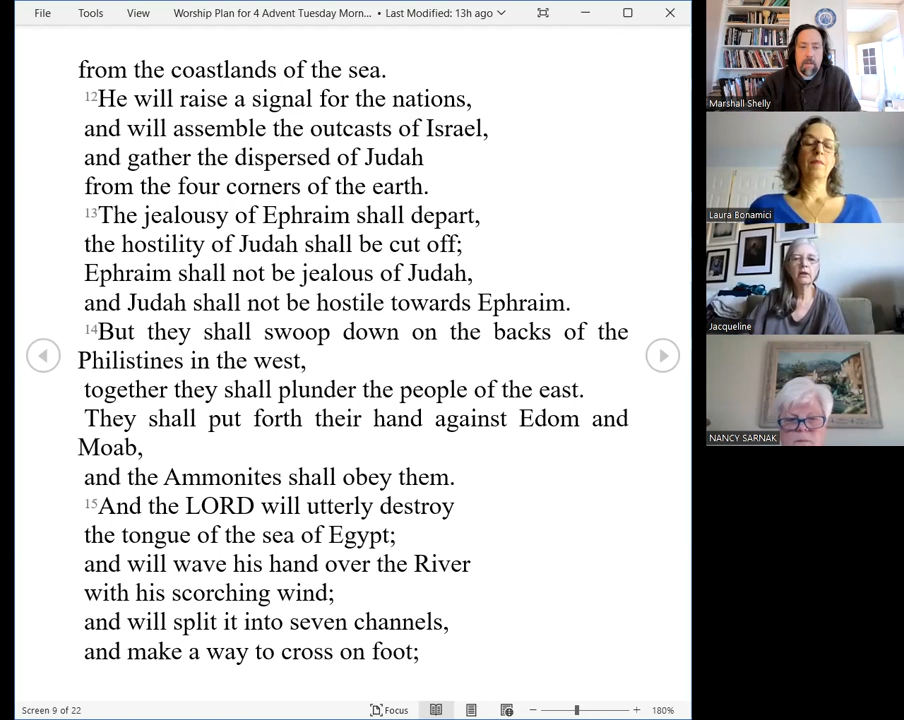 File Tools View Worship Plan for 4 Advent Tuesday Morn... • Last Modified: 13h ago
from the coastlands of the sea.
12He will raise a signal for the nations,
and will assemble the outcasts of Israel,
and gather the dispersed of Judah
from the four corners of the earth.
13The jealousy of Ephraim shall depart,
the hostility of Judah shall be cut off;
Ephraim shall not be jealous of Judah,
and Judah shall not be hostile towards Ephraim.
14But they shall swoop down on the backs of the
Philistines in the west,
together they shall plunder the people of the east.
They shall put forth their hand against Edom and
Moab,
and the Ammonites shall obey them.
15And the LORD will utterly destroy
the tongue of the sea of Egypt;
and will wave his hand over the River
with his scorching wind;
and will split it into seven channels,
and make a way to cross on foot;
Screen 9 of 22 Focus 180%
Marshall Shelly
Laura Bonamici
Jacqueline
NANCY SARNAK